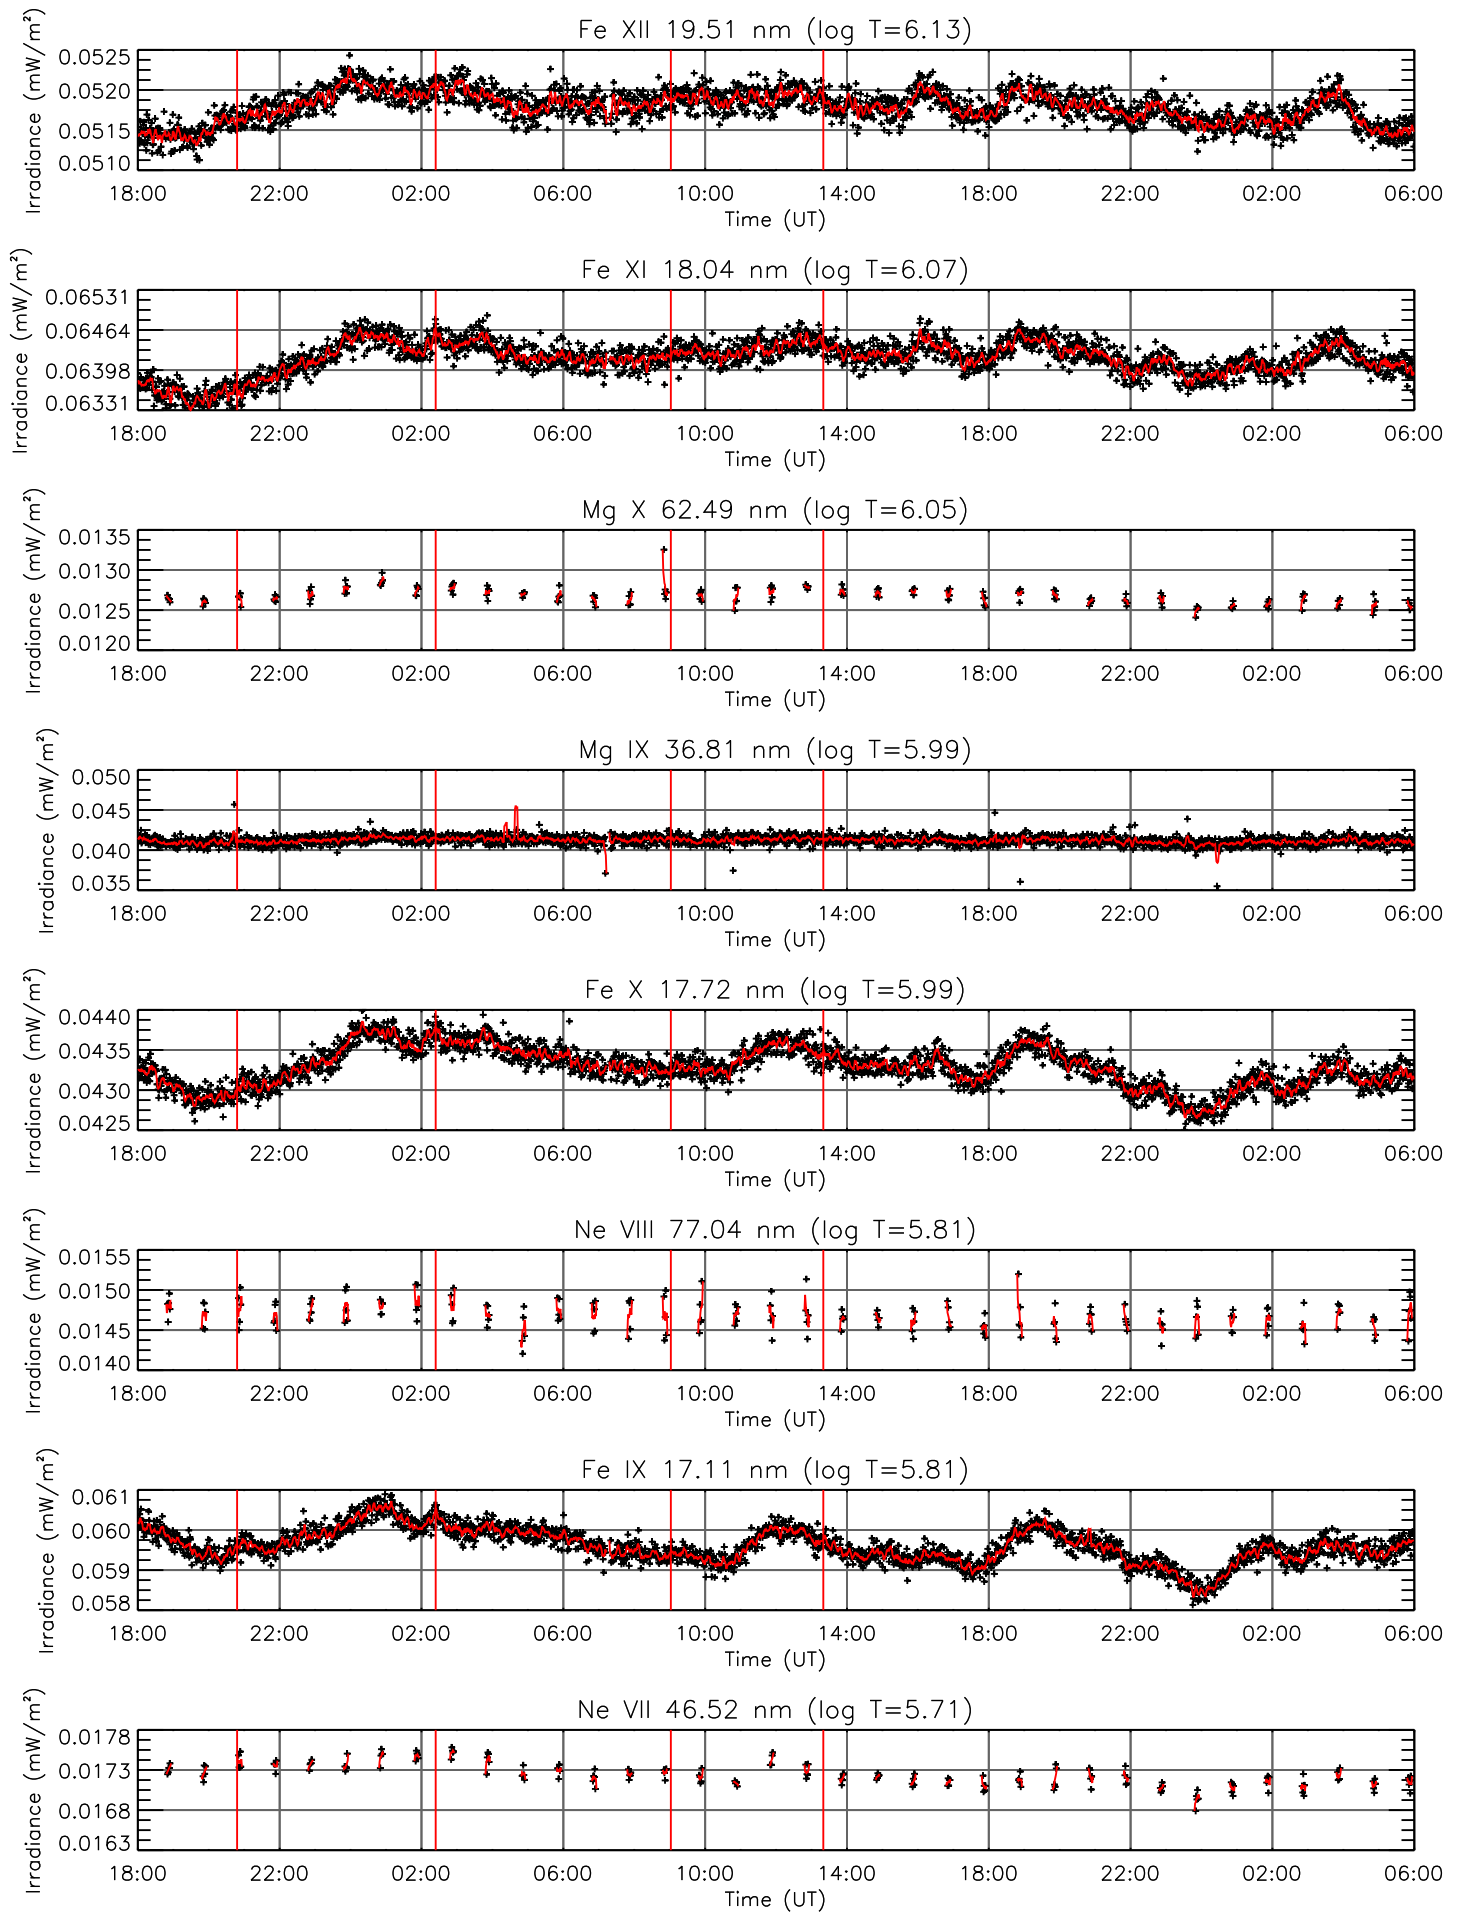 Fe XII 19.51 nm (log T=6.13)
Irradiance (mW/m²)
0.0525
0.0520
0.0515
0.0510
18:00 22:00 02:00 06:00 10:00 14:00 18:00 22:00 02:00 06:00
Time (UT)
Fe XI 18.04 nm (log T=6.07)
Irradiance (mW/m²)
0.06531
0.06464
0.06398
0.06331
18:00 22:00 02:00 06:00 10:00 14:00 18:00 22:00 02:00 06:00
Time (UT)
Mg X 62.49 nm (log T=6.05)
Irradiance (mW/m²)
0.0135
0.0130
0.0125
0.0120
18:00 22:00 02:00 06:00 10:00 14:00 18:00 22:00 02:00 06:00
Time (UT)
Mg IX 36.81 nm (log T=5.99)
Irradiance (mW/m²)
0.050
0.045
0.040
0.035
18:00 22:00 02:00 06:00 10:00 14:00 18:00 22:00 02:00 06:00
Time (UT)
Fe X 17.72 nm (log T=5.99)
Irradiance (mW/m²)
0.0440
0.0435
0.0430
0.0425
18:00 22:00 02:00 06:00 10:00 14:00 18:00 22:00 02:00 06:00
Time (UT)
Ne VIII 77.04 nm (log T=5.81)
Irradiance (mW/m²)
0.0155
0.0150
0.0145
0.0140
18:00 22:00 02:00 06:00 10:00 14:00 18:00 22:00 02:00 06:00
Time (UT)
Fe IX 17.11 nm (log T=5.81)
Irradiance (mW/m²)
0.061
0.060
0.059
0.058
18:00 22:00 02:00 06:00 10:00 14:00 18:00 22:00 02:00 06:00
Time (UT)
Ne VII 46.52 nm (log T=5.71)
Irradiance (mW/m²)
0.0178
0.0173
0.0168
0.0163
18:00 22:00 02:00 06:00 10:00 14:00 18:00 22:00 02:00 06:00
Time (UT)